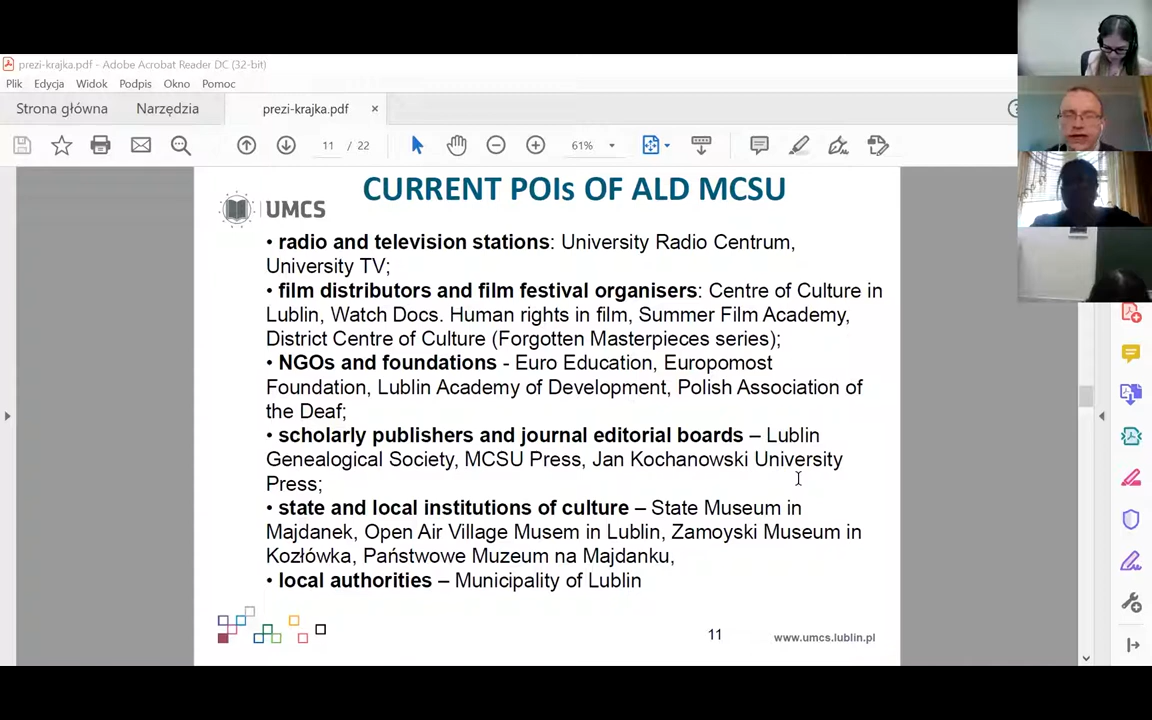 prezi-krajka.pdf - Adobe Acrobat Reader DC (32-bit)
Plik Edycja Widok Podpis Okno Pomoc
Strona główna Narzędzia prezi-krajka.pdf ×
11 / 22 61%
UMCS
CURRENT POIs OF ALD MCSU
• radio and television stations: University Radio Centrum,
University TV;
• film distributors and film festival organisers: Centre of Culture in
Lublin, Watch Docs. Human rights in film, Summer Film Academy,
District Centre of Culture (Forgotten Masterpieces series);
• NGOs and foundations - Euro Education, Europomost
Foundation, Lublin Academy of Development, Polish Association of
the Deaf;
• scholarly publishers and journal editorial boards – Lublin
Genealogical Society, MCSU Press, Jan Kochanowski University
Press;
• state and local institutions of culture – State Museum in
Majdanek, Open Air Village Musem in Lublin, Zamoyski Museum in
Kozłówka, Państwowe Muzeum na Majdanku,
• local authorities – Municipality of Lublin
11
www.umcs.lublin.pl